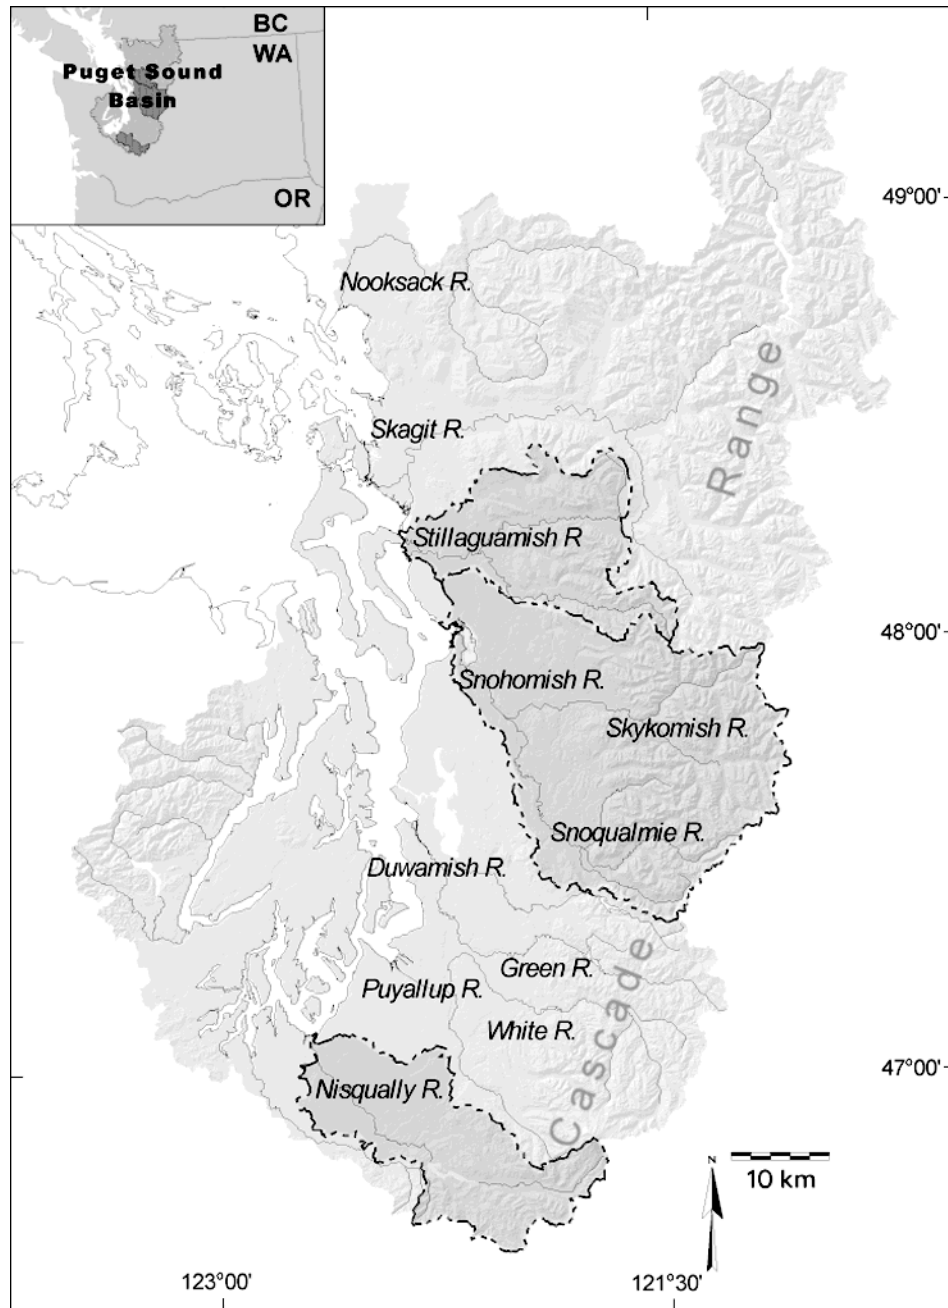 BC
WA
Puget Sound
Basin
OR
49°00'
Nooksack R.
Range
Skagit R.
Stillaguamish R
48°00'
Snohomish R.
Skykomish R.
Snoqualmie R.
Duwamish R.
Cascade
Green R.
Puyallup R.
White R.
47°00'
Nisqually R.
N
10 km
123°00'
121°30'